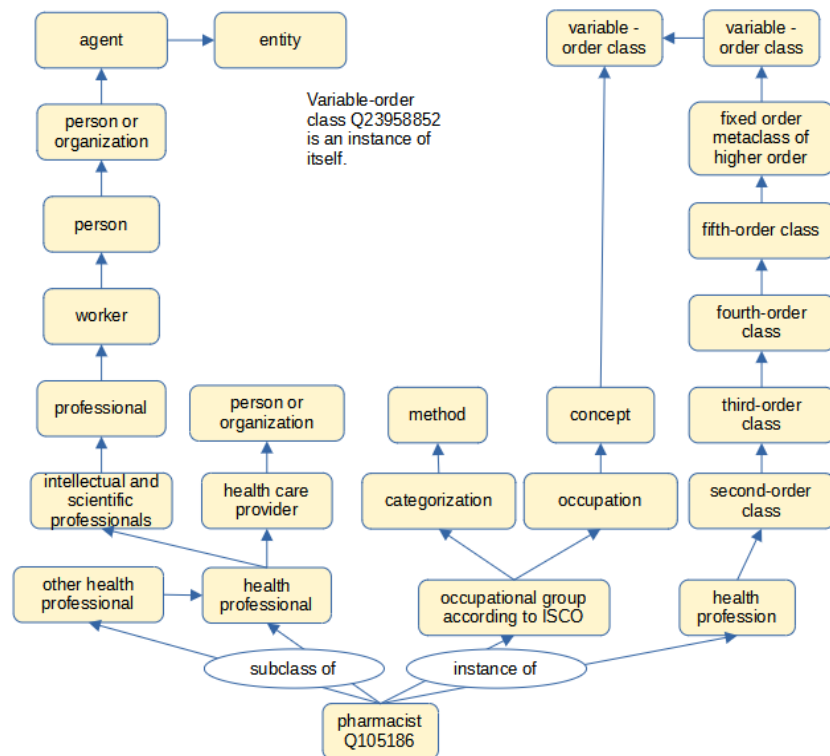 agent
entity
variable -
order class
variable -
order class
Variable-order
class Q23958852
is an instance of
itself.
person or
organization
fixed order
metaclass of
higher order
person
fifth-order class
worker
fourth-order
class
professional
person or
organization
method
concept
third-order
class
intellectual and
scientific
professionals
health care
provider
categorization
occupation
second-order
class
other health
professional
health
professional
occupational group
according to ISCO
health
profession
subclass of
instance of
pharmacist
Q105186